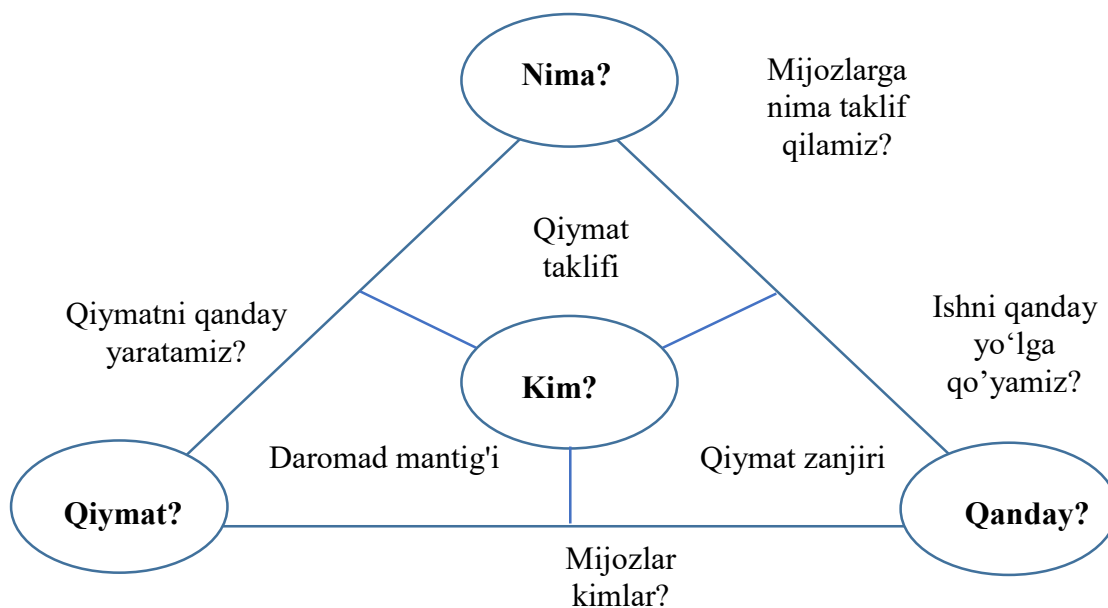 Nima?
Mijozlarga
nima taklif
qilamiz?
Qiymat
taklifi
Qiymatni qanday
yaratamiz?
Ishni qanday
yo‘lga
qo’yamiz?
Kim?
Daromad mantig'i
Qiymat zanjiri
Qiymat?
Qanday?
Mijozlar
kimlar?